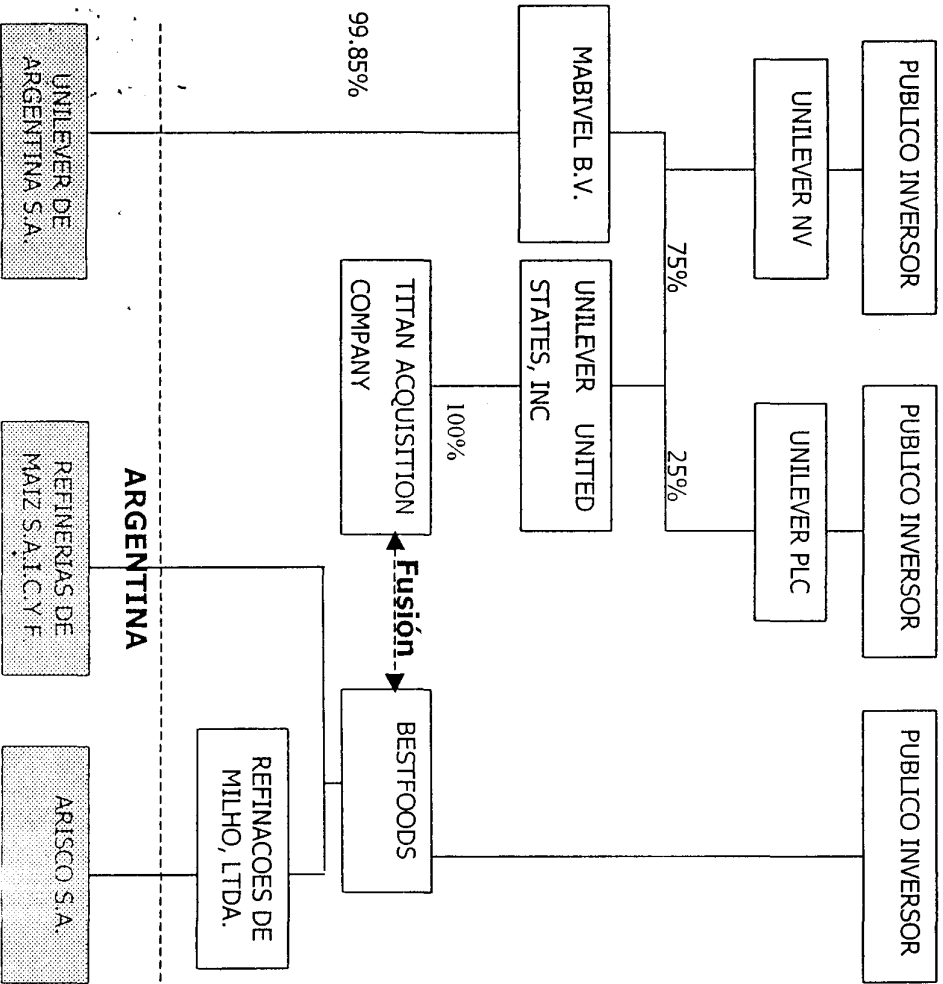 PUBLICO INVERSOR
PUBLICO INVERSOR
PUBLICO INVERSOR
UNILEVER NV
UNILEVER PLC
75%
25%
MABIVEL B.V.
UNILEVER UNITED
STATES, INC
100%
99.85%
TITAN ACQUISITION
COMPANY
Fusión
BESTFOODS
REFINACOES DE
MILHO, LTDA.
ARGENTINA
UNILEVER DE
ARGENTINA S.A.
REFINERIAS DE
MAIZ S.A.I.C.Y F.
ARISCO S.A.